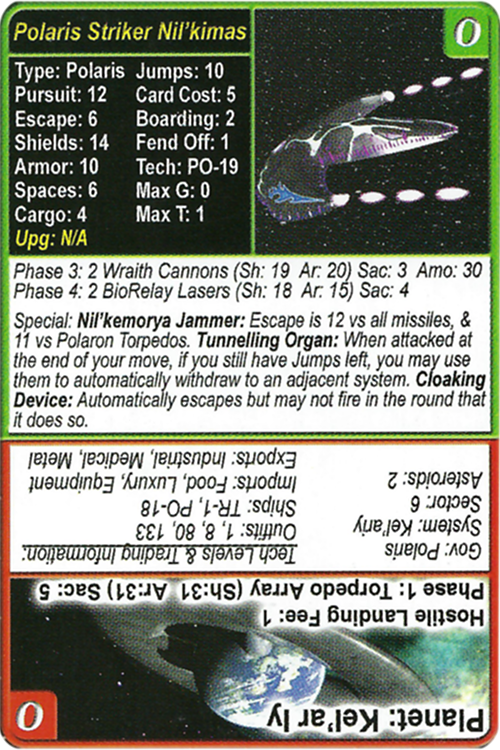 Polaris Striker Nil'kimas
0
Type: Polaris Jumps: 10
Pursuit: 12 Card Cost: 5
Escape: 6 Boarding: 2
Shields: 14 Fend Off: 1
Armor: 10 Tech: PO-19
Spaces: 6 Max G: 0
Cargo: 4 Max T: 1
Upg: N/A
Phase 3: 2 Wraith Cannons (Sh: 19 Ar: 20) Sac: 3 Amo: 30
Phase 4: 2 BioRelay Lasers (Sh: 18 Ar: 15) Sac: 4
Special: Nil'kemorya Jammer: Escape is 12 vs all missiles, &
11 vs Polaron Torpedos. Tunnelling Organ: When attacked at
the end of your move, if you still have Jumps left, you may use
them to automatically withdraw to an adjacent system. Cloaking
Device: Automatically escapes but may not fire in the round that
it does so.
Planet: Kel'ar Iy
0
Hostile Landing Fee: 1
Phase 1: Torpedo Array (Sh:31 Ar:31) Sac: 5
Gov: Polaris
System: Kel'ariy
Sector: 6
Asteroids: 2
Tech Levels & Trading Information:
Outfits: 1, 8, 80, 133
Ships: TR-1, PO-18
Imports: Food, Luxury, Equipment
Exports: Industrial, Medical, Metal